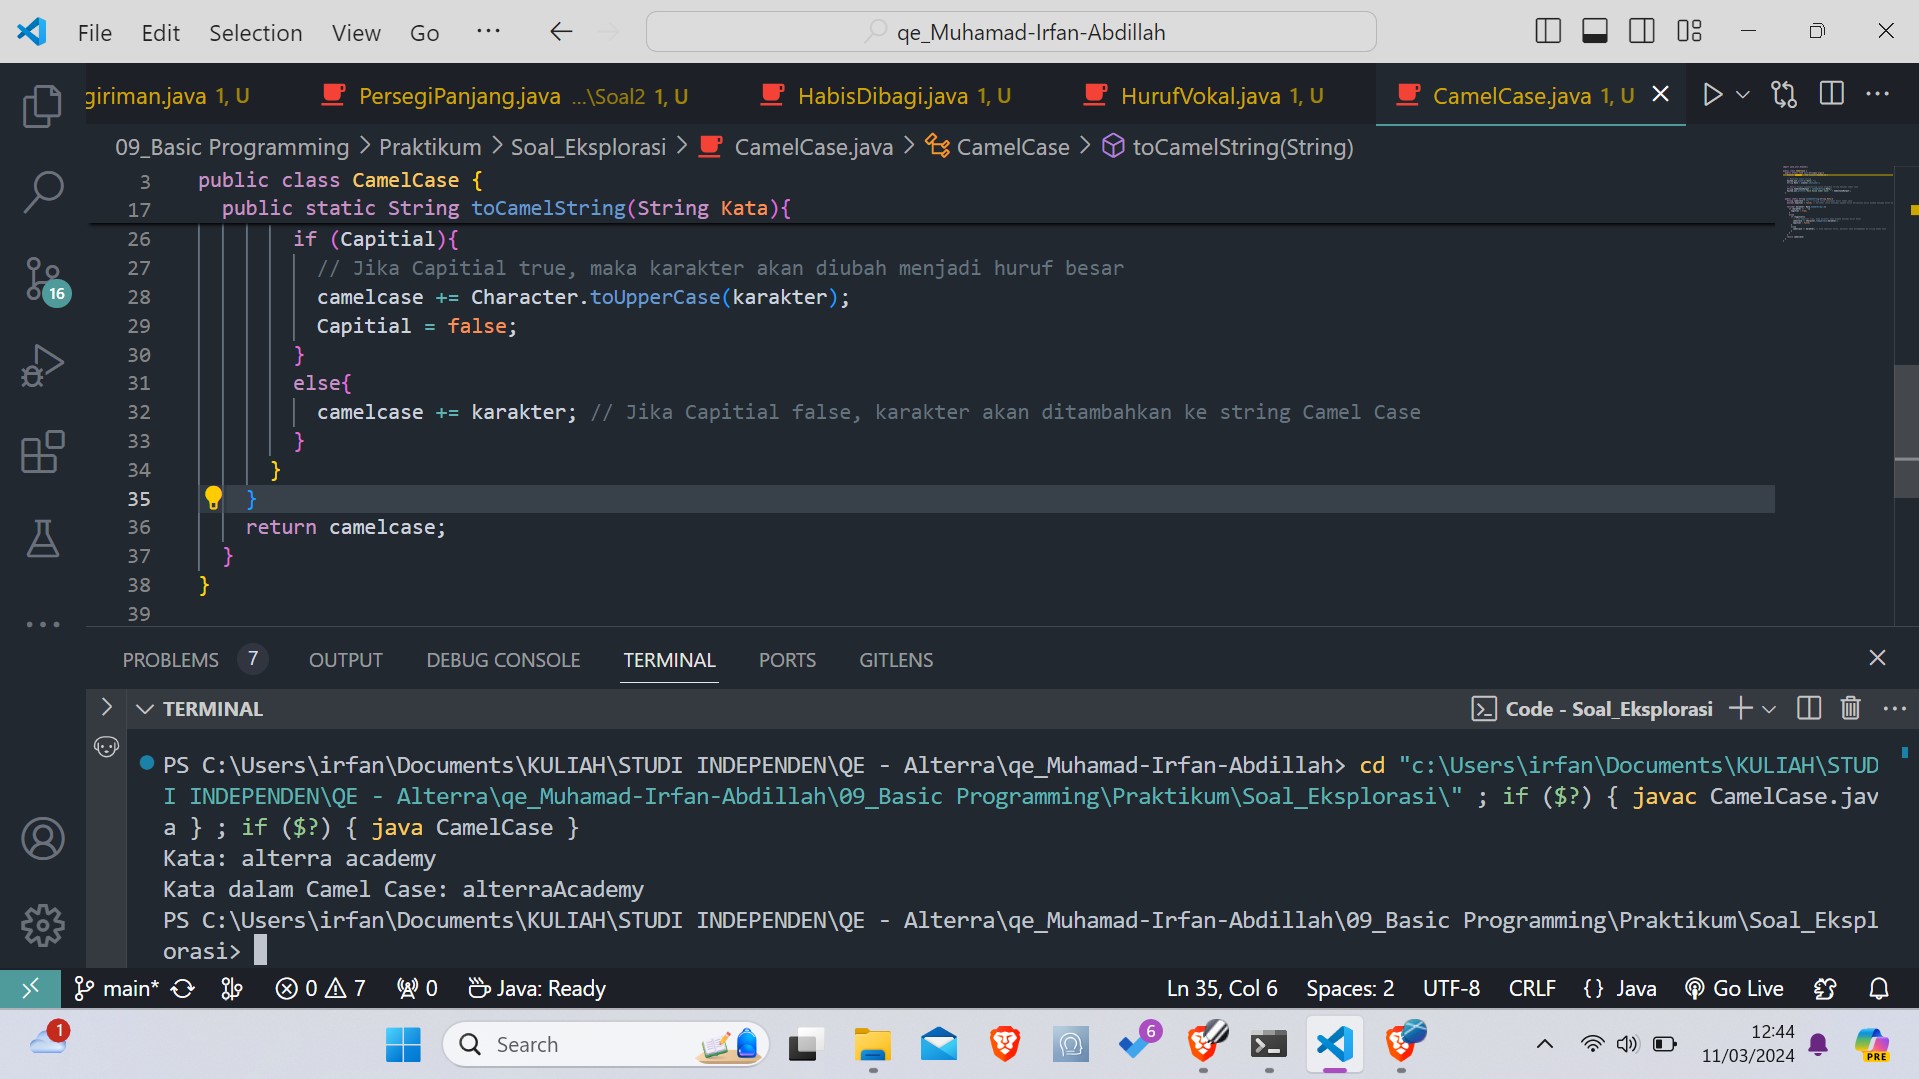 File Edit Selection View Go ··· qe_Muhamad-Irfan-Abdillah
giriman.java 1, U PersegiPanjang.java ...\Soal2 1, U HabisDibagi.java 1, U HurufVokal.java 1, U CamelCase.java 1, U
09_Basic Programming > Praktikum > Soal_Eksplorasi > CamelCase.java > CamelCase > toCamelString(String)
3 public class CamelCase {
17 public static String toCamelString(String Kata){
26 if (Capitial){
27 // Jika Capitial true, maka karakter akan diubah menjadi huruf besar
28 camelcase += Character.toUpperCase(karakter);
29 Capitial = false;
30 }
31 else{
32 camelcase += karakter; // Jika Capitial false, karakter akan ditambahkan ke string Camel Case
33 }
34 }
35 }
36 return camelcase;
37 }
38 }
39
16
PROBLEMS 7 OUTPUT DEBUG CONSOLE TERMINAL PORTS GITLENS
TERMINAL Code - Soal_Eksplorasi
PS C:\Users\irfan\Documents\KULIAH\STUDI INDEPENDEN\QE - Alterra\qe_Muhamad-Irfan-Abdillah> cd "c:\Users\irfan\Documents\KULIAH\STUD
I INDEPENDEN\QE - Alterra\qe_Muhamad-Irfan-Abdillah\09_Basic Programming\Praktikum\Soal_Eksplorasi\" ; if ($?) { javac CamelCase.jav
a } ; if ($?) { java CamelCase }
Kata: alterra academy
Kata dalam Camel Case: alterraAcademy
PS C:\Users\irfan\Documents\KULIAH\STUDI INDEPENDEN\QE - Alterra\qe_Muhamad-Irfan-Abdillah\09_Basic Programming\Praktikum\Soal_Ekspl
orasi>
main* 0 7 0 Java: Ready Ln 35, Col 6 Spaces: 2 UTF-8 CRLF {} Java Go Live
1 Search 6 12:44
11/03/2024 PRE